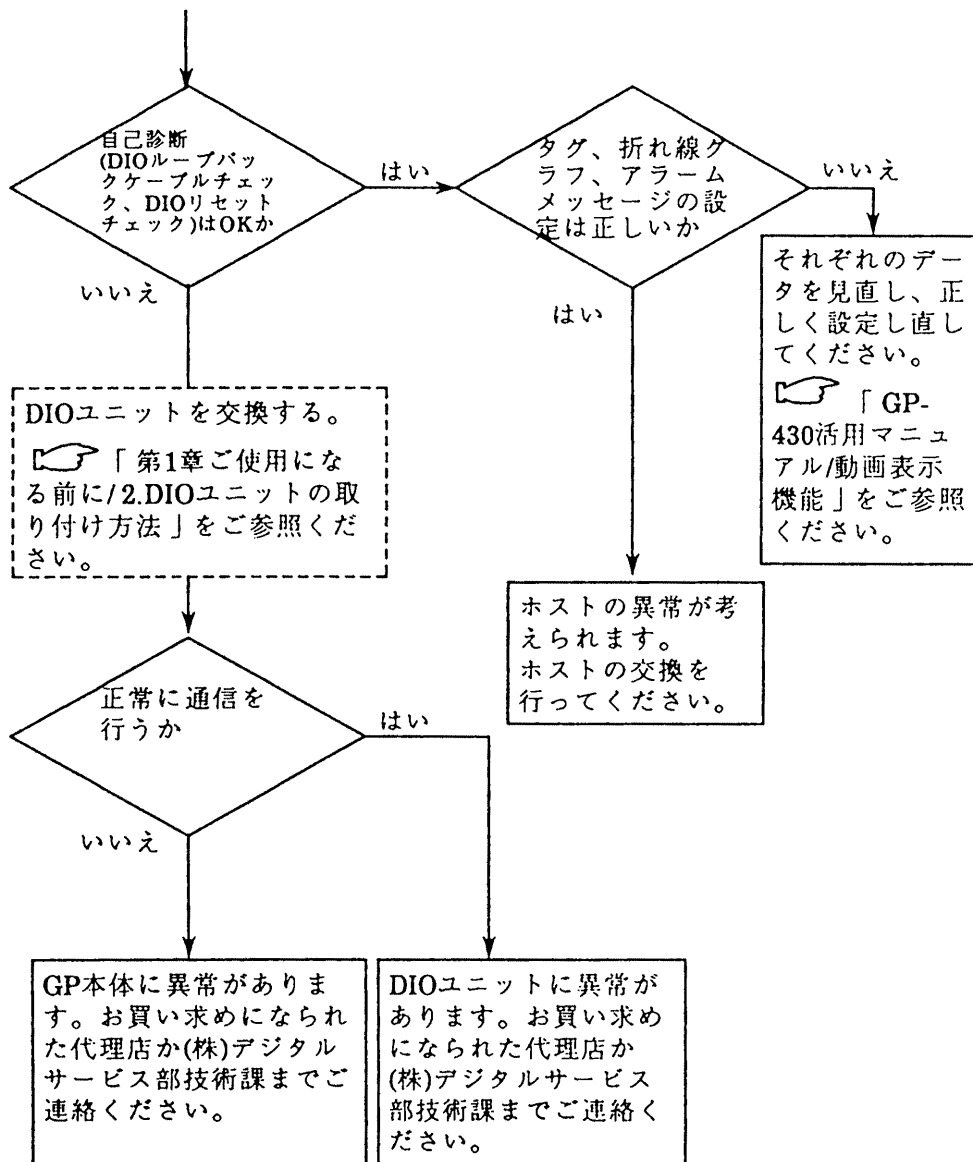 自己診断
(DIOループバッ
クケーブルチェッ
ク、DIOリセット
チェック)はOKか
はい
タグ、折れ線グ
ラフ、アラーム
メッセージの設
定は正しいか
いいえ
いいえ
はい
それぞれのデー
タを見直し、正
しく設定し直し
てください。
☞「GP-
430活用マニュ
アル/動画表示
機能」をご参照
ください。
DIOユニットを交換する。
☞「第1章ご使用にな
る前に/2.DIOユニットの取
り付け方法」をご参照くだ
さい。
ホストの異常が考
えられます。
ホストの交換を
行ってください。
正常に通信を
行うか
はい
いいえ
GP本体に異常がありま
す。お買い求めになられ
た代理店か(株)デジタル
サービス部技術課までご
連絡ください。
DIOユニットに異常が
あります。お買い求め
になられた代理店か
(株)デジタルサービス
部技術課までご連絡く
ださい。